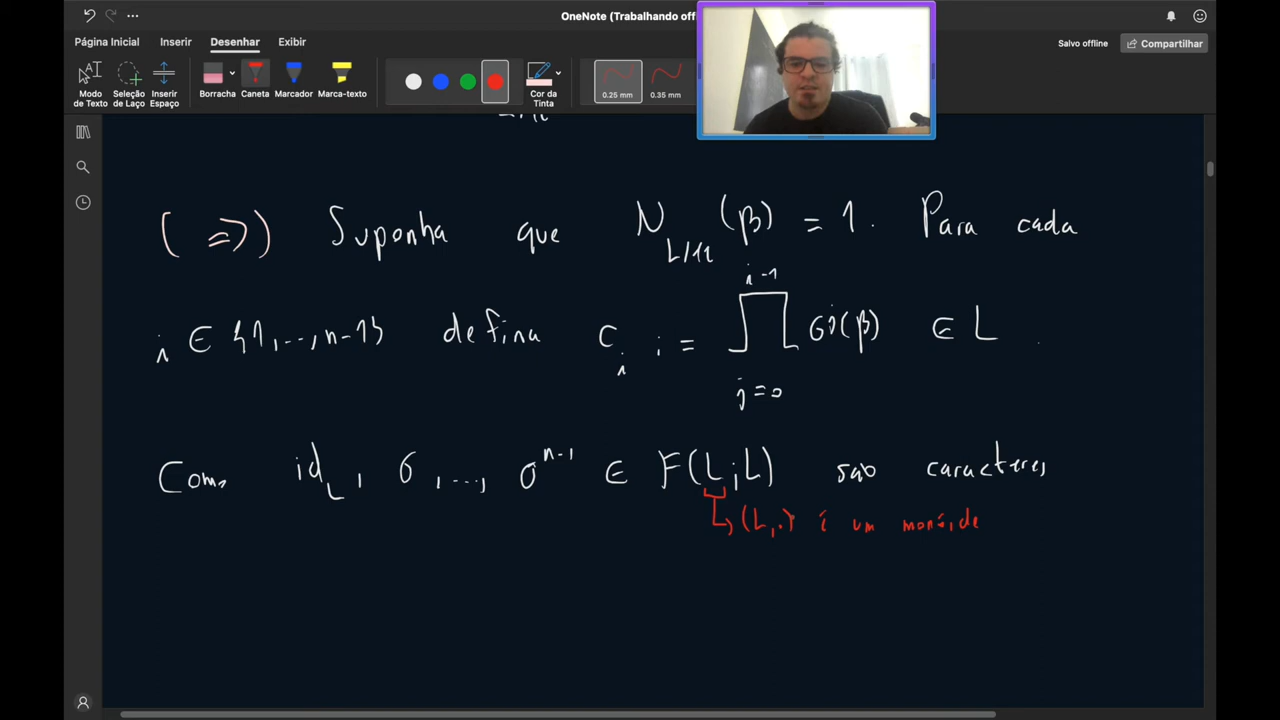 OneNote (Trabalhando off
Página Inicial Inserir Desenhar Exibir
Salvo offline Compartilhar
Modo de Texto
Seleção de Laço
Inserir Espaço
Borracha
Caneta
Marcador
Marca-texto
Cor da Tinta
0.25 mm
0.35 mm
(⇒) Suponha que N_{L/K}(β) = 1. Para cada
i ∈ {1,...,n-1} defina c_i := ∏_{j=0}^{i-1} σ^j(β) ∈ L
Como id_L, σ, ..., σ^{n-1} ∈ F(L;L) são caracteres
↳ (L,·) é um monóide